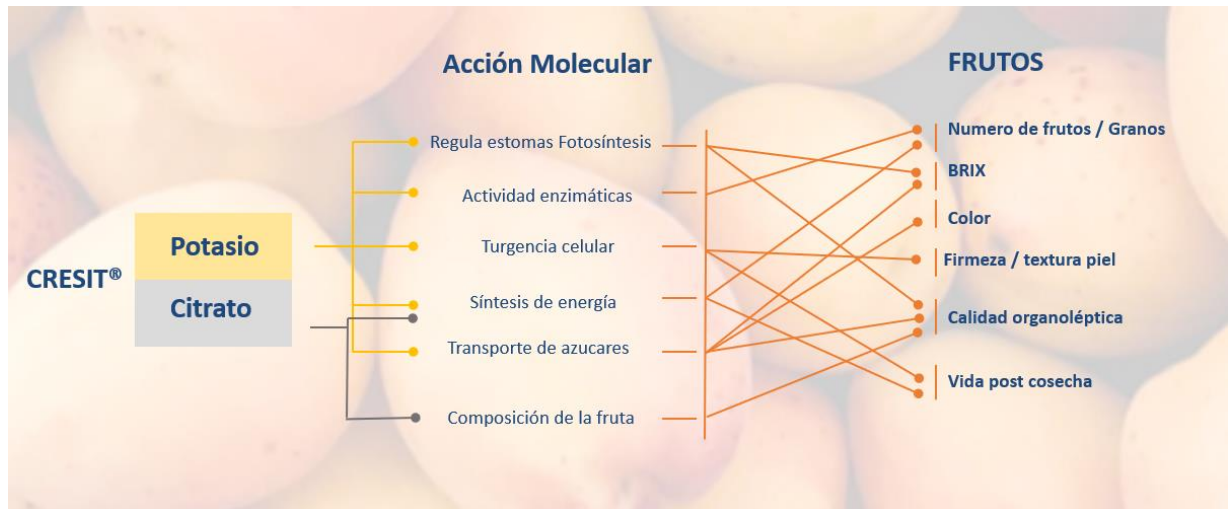 Acción Molecular
FRUTOS
Regula estomas Fotosíntesis
Actividad enzimáticas
Turgencia celular
Síntesis de energía
Transporte de azucares
Composición de la fruta
CRESIT®
Potasio
Citrato
Numero de frutos / Granos
BRIX
Color
Firmeza / textura piel
Calidad organoléptica
Vida post cosecha